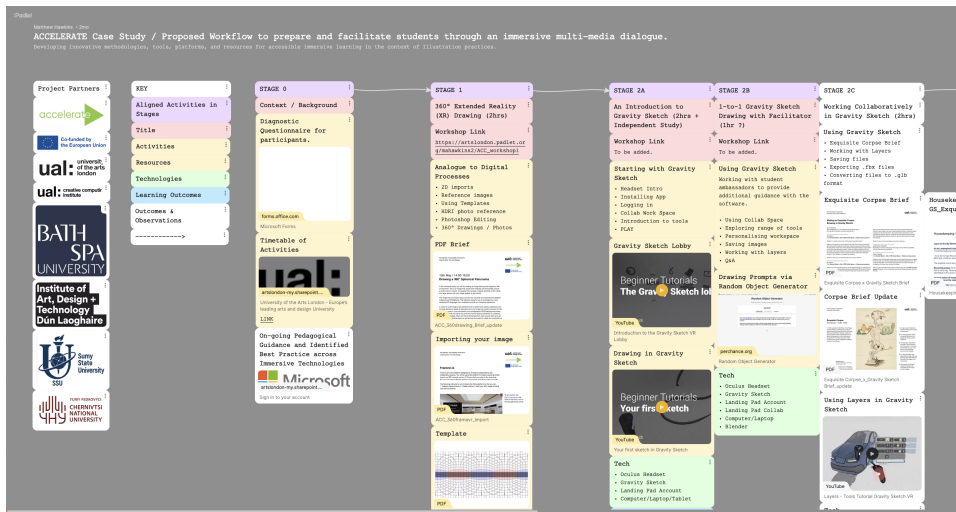 Padlet
Matthew Hawkins • 2mo
ACCELERATE Case Study / Proposed Workflow to prepare and facilitate students through an immersive multi-media dialogue.
Developing innovative methodologies, tools, platforms, and resources for accessible immersive learning in the context of illustration practices.
Project Partners
accelerate
Co-funded by
the European Union
ual: university
of the arts
london
ual: creative computing
institute
BATH
SPA
UNIVERSITY
Institute of
Art, Design +
Technology
Dún Laoghaire
SSU
Sumy
State
University
YURIY FEDKOVYCH
CHERNIVTSI
NATIONAL
UNIVERSITY
KEY
Aligned Activities in
Stages
Title
Activities
Resources
Technologies
Learning Outcomes
Outcomes &
Observations
----------->
STAGE 0
Context / Background
Diagnostic
Questionnaire for
participants.
forms.office.com
Microsoft Forms
Timetable of
Activities
ual:
artslondon-my.sharepoint...
University of the Arts London - Europe's
leading arts and design University
LINK
On-going Pedagogical
Guidance and Identified
Best Practice across
Immersive Technologies
Microsoft
artslondon-my.sharepoint...
Sign in to your account
STAGE 1
360° Extended Reality
(XR) Drawing (2hrs)
Workshop Link
https://artslondon.padlet.or
g/mahawkins2/ACC_workshop1
Analogue to Digital
Processes
• 2D imports
• Reference images
• Using Templates
• HDRI photo reference
• Photoshop Editing
• 360° Drawings / Photos
PDF Brief
Drawing a 360° Spherical Panorama
PDF
ACC_360drawing_Brief_update
Importing your image
PDF
ACC_360framevr_import
Template
PDF
STAGE 2A
An Introduction to
Gravity Sketch (2hrs +
Independent Study)
Workshop Link
To be added.
Starting with Gravity
Sketch
• Headset Intro
• Installing App
• Logging in
• Collab Work Space
• Introduction to tools
• PLAY
Gravity Sketch Lobby
Beginner Tutorials
The Gravity Sketch lob
YouTube
Introduction to the Gravity Sketch VR
Lobby
Drawing in Gravity
Sketch
Beginner Tutorials
Your first sketch
YouTube
Your first sketch in Gravity Sketch
Tech
• Oculus Headset
• Gravity Sketch
• Landing Pad Account
• Computer/Laptop/Tablet
STAGE 2B
1-to-1 Gravity Sketch
Drawing with Facilitator
(1hr ?)
Workshop Link
To be added.
Using Gravity Sketch
Working with student
ambassadors to provide
additional guidance with the
software.
• Using Collab Space
• Exploring range of tools
• Personalising workspace
• Saving images
• Working with layers
• Q&A
Drawing Prompts via
Random Object Generator
Random Object Generator
perchance.org
Random Object Generator
Tech
• Oculus Headset
• Gravity Sketch
• Landing Pad Account
• Landing Pad Collab
• Computer/Laptop
• Blender
STAGE 2C
Working Collaboratively
in Gravity Sketch (2hrs)
Using Gravity Sketch
• Exquisite Corpse Brief
• Working with Layers
• Saving files
• Exporting .fbx files
• Converting files to .glb
format
Exquisite Corpse Brief
PDF
Exquisite Corpse x Gravity Sketch Brief
Corpse Brief Update
PDF
Exquisite Corpse_x_Gravity Sketch
Brief_update
Using Layers in Gravity
Sketch
YouTube
Layers - Tools Tutorial Gravity Sketch VR
Tech
Houseke
GS_Exqu
PDF
Housekeepin